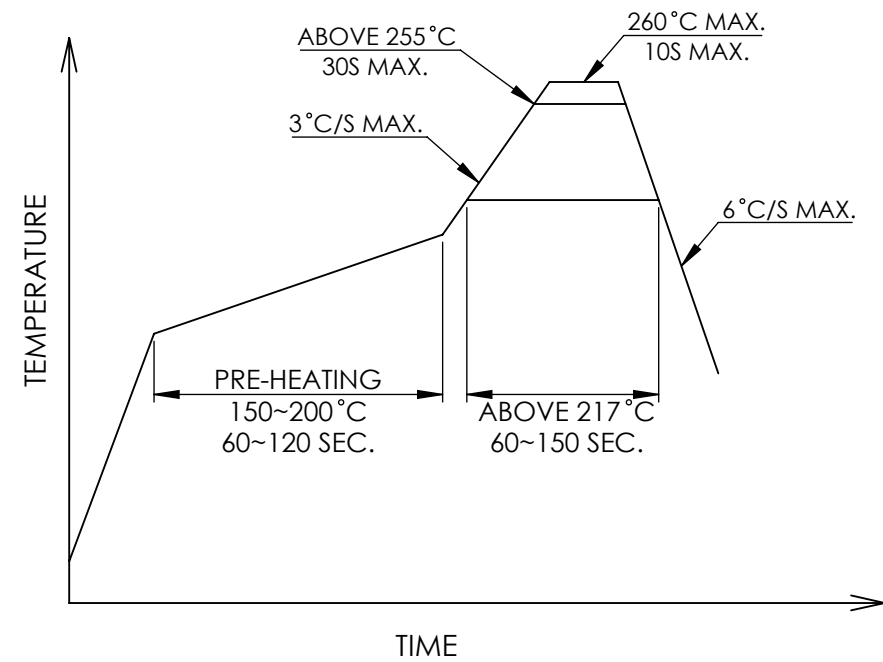 ABOVE 255°C
30S MAX.
260°C MAX.
10S MAX.
3°C/S MAX.
6°C/S MAX.
TEMPERATURE
PRE-HEATING
150~200°C
60~120 SEC.
ABOVE 217°C
60~150 SEC.
TIME